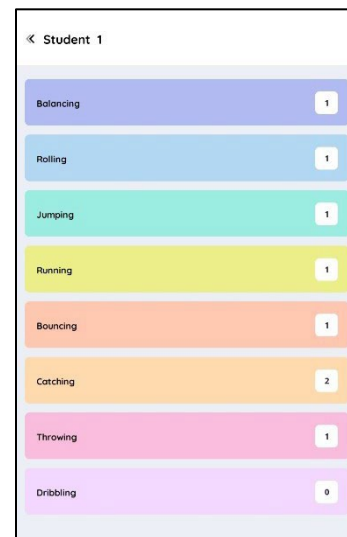 « Student 1
Balancing 1
Rolling 1
Jumping 1
Running 1
Bouncing 1
Catching 2
Throwing 1
Dribbling 0